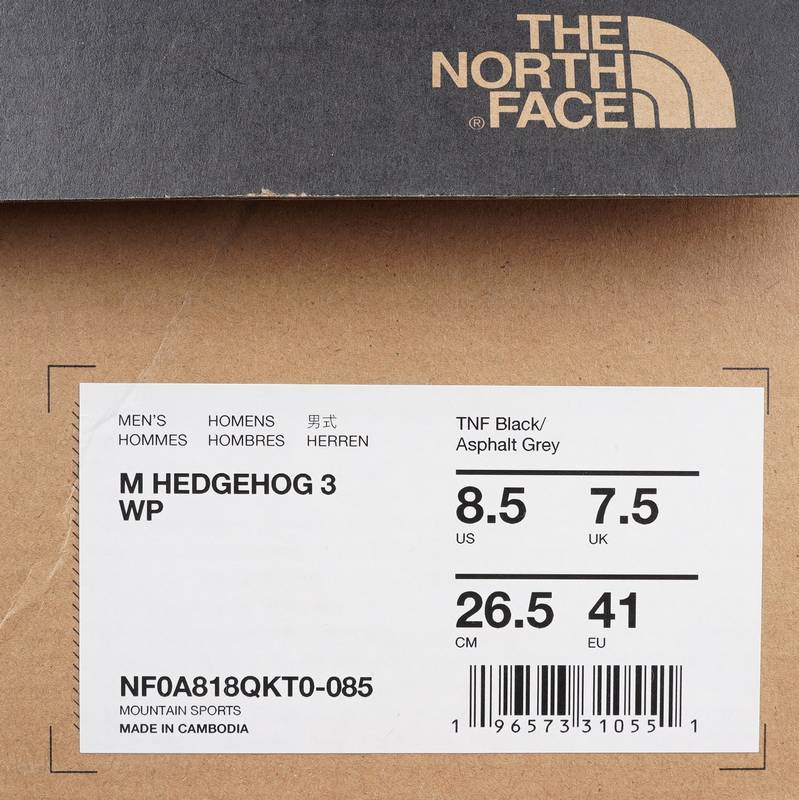 THE
NORTH
® FACE
MEN'S HOMENS 男式
HOMMES HOMBRES HERREN
M HEDGEHOG 3
WP
TNF Black/
Asphalt Grey
8.5 7.5
US UK
26.5 41
CM EU
NF0A818QKT0-085
MOUNTAIN SPORTS
MADE IN CAMBODIA
1 96573 31055 1